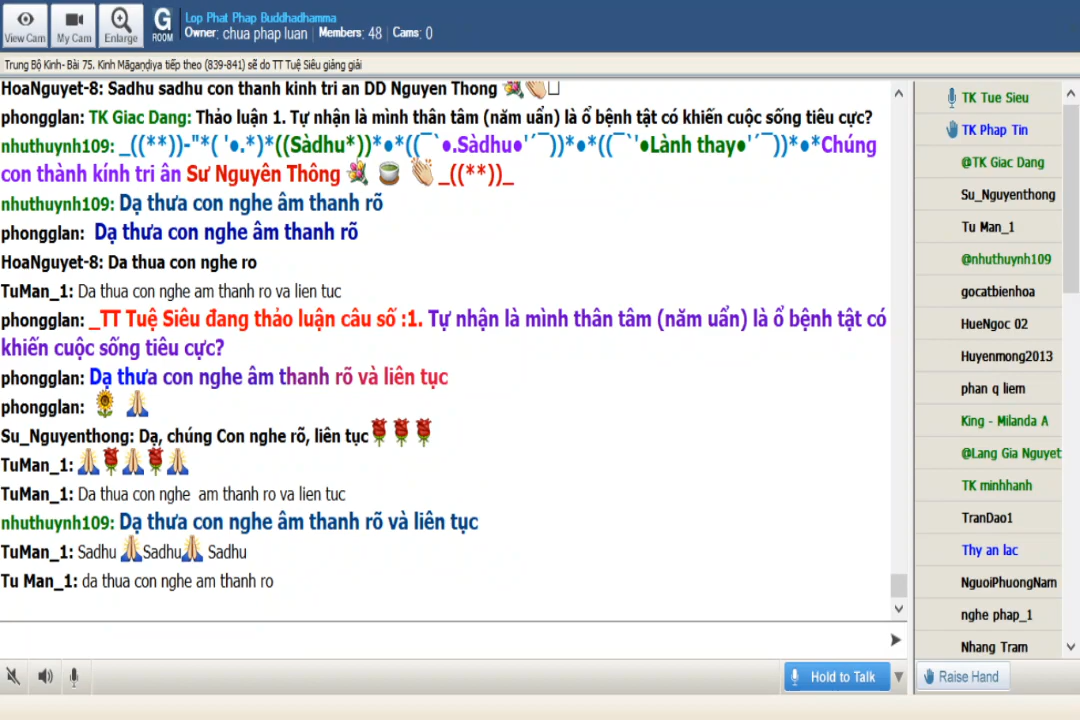 View Cam
My Cam
Enlarge
G
ROOM
Lop Phat Phap Buddhadhamma
Owner: chua phap luan Members: 48 Cams: 0
Trung Bộ Kinh- Bài 75. Kinh Māgaṇḍiya tiếp theo (839-841) sẽ do TT Tuệ Siêu giảng giải
HoaNguyet-8: Sadhu sadhu con thanh kinh tri an DD Nguyen Thong 💐👏□
phongglan: TK Giac Dang: Thảo luận 1. Tự nhận là mình thân tâm (năm uẩn) là ổ bệnh tật có khiến cuộc sống tiêu cực?
nhuthuynh109: _((**))-"*( '●.*)*((Sàdhu*))*●*((¯`●.Sàdhu●'´¯))*●*((¯`'●Lành thay●'´¯))*●*Chúng
con thành kính tri ân Sư Nguyên Thông 💐 🍵 👏 _((**))_
nhuthuynh109: Dạ thưa con nghe âm thanh rõ
phongglan: Dạ thưa con nghe âm thanh rõ
HoaNguyet-8: Da thua con nghe ro
TuMan_1: Da thua con nghe am thanh ro va lien tuc
phongglan: _TT Tuệ Siêu đang thảo luận câu số :1. Tự nhận là mình thân tâm (năm uẩn) là ổ bệnh tật có
khiến cuộc sống tiêu cực?
phongglan: Dạ thưa con nghe âm thanh rõ và liên tục
phongglan: 🌻 🙏
Su_Nguyenthong: Dạ, chúng Con nghe rõ, liên tục🌹🌹🌹
TuMan_1: 🙏🌹🙏🌹🙏
TuMan_1: Da thua con nghe  am thanh ro va lien tuc
nhuthuynh109: Dạ thưa con nghe âm thanh rõ và liên tục
TuMan_1: Sadhu 🙏Sadhu🙏 Sadhu
Tu Man_1: da thua con nghe am thanh ro
Hold to Talk
TK Tue Sieu
TK Phap Tin
@TK Giac Dang
Su_Nguyenthong
Tu Man_1
@nhuthuynh109
gocatbienhoa
HueNgoc 02
Huyenmong2013
phan q liem
King - Milanda A
@Lang Gia Nguyet
TK minhhanh
TranDao1
Thy an lac
NguoiPhuongNam
nghe phap_1
Nhang Tram
Raise Hand